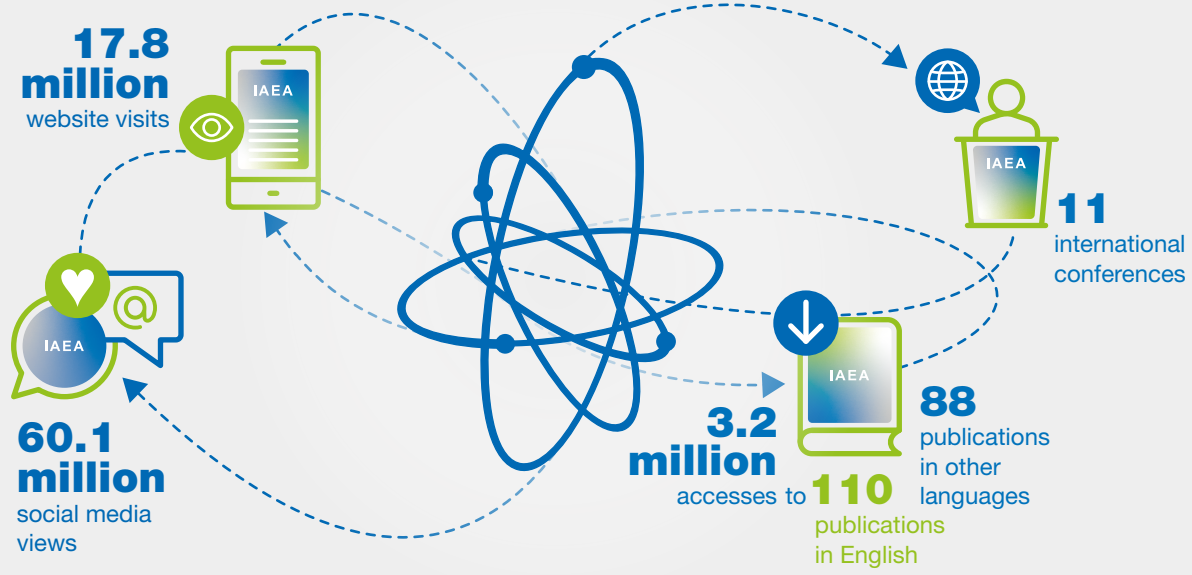 17.8
million
website visits
IAEA
IAEA
11
international
conferences
@
IAEA
60.1
million
social media
views
IAEA
3.2
million
accesses to 110
publications
in English
88
publications
in other
languages